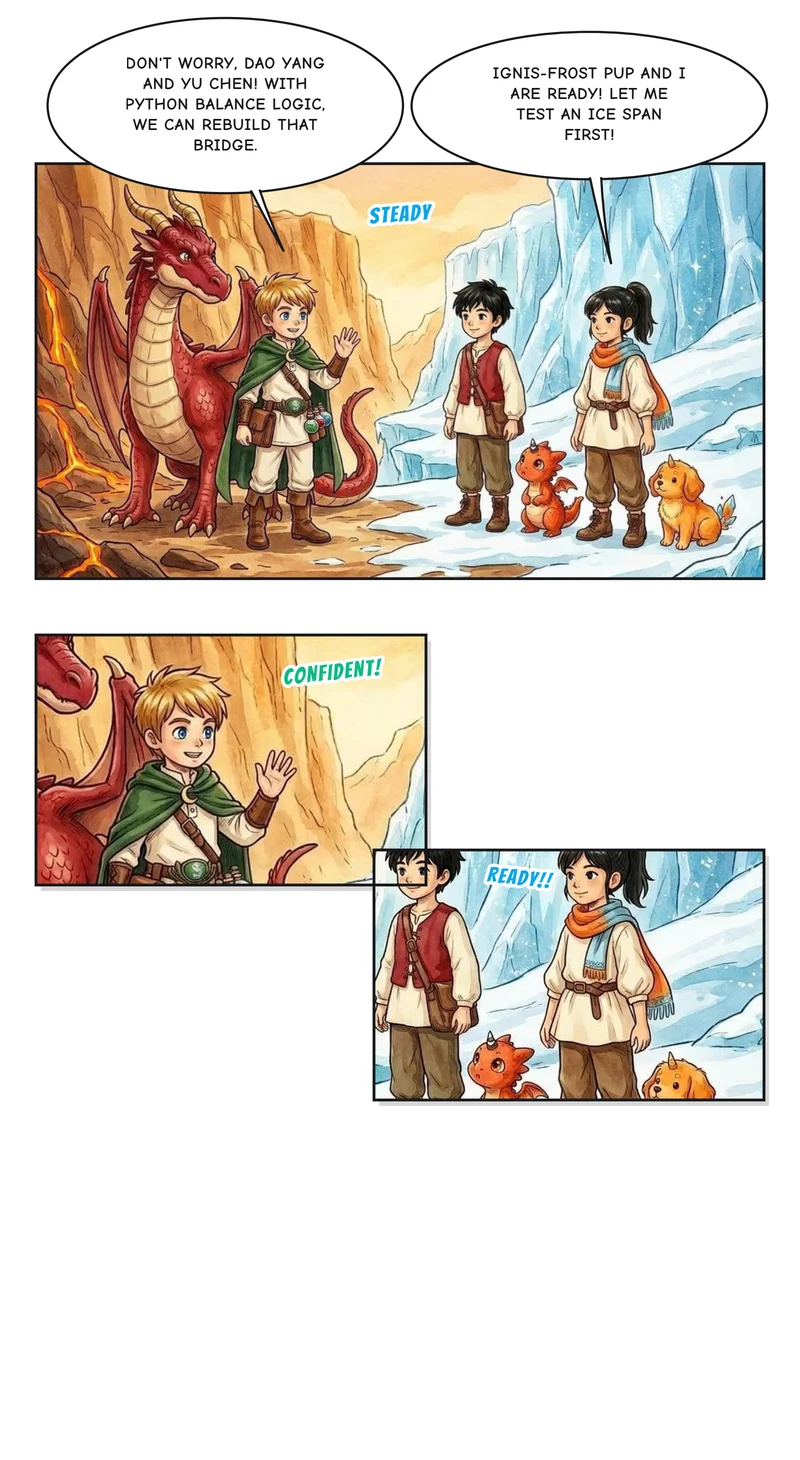 DON'T WORRY, DAO YANG
AND YU CHEN! WITH
PYTHON BALANCE LOGIC,
WE CAN REBUILD THAT
BRIDGE.
IGNIS-FROST PUP AND I
ARE READY! LET ME
TEST AN ICE SPAN
FIRST!
STEADY
CONFIDENT!
READY!!